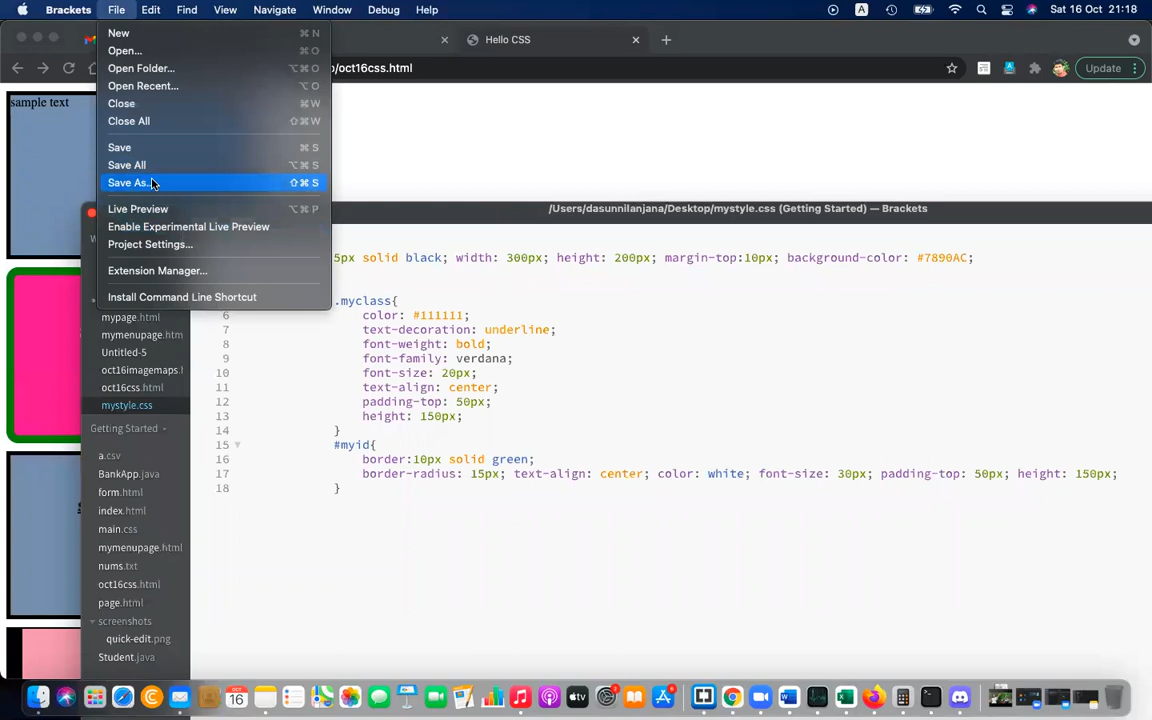 Brackets File Edit Find View Navigate Window Debug Help A Sat 16 Oct 21:18
New ⌘ N
Open... ⌘ O
Open Folder... ⌥⌘ O
Open Recent... ⌥ O
Close ⌘ W
Close All ⇧⌘ W
Save ⌘ S
Save All ⌥⌘ S
Save As... ⇧⌘ S
Live Preview ⌥⌘ P
Enable Experimental Live Preview
Project Settings...
Extension Manager...
Install Command Line Shortcut
Hello CSS
/oct16css.html
Update
sample text
/Users/dasunnilanjana/Desktop/mystyle.css (Getting Started) — Brackets
5px solid black; width: 300px; height: 200px; margin-top:10px; background-color: #7890AC;
.myclass{
6 color: #111111;
7 text-decoration: underline;
8 font-weight: bold;
9 font-family: verdana;
10 font-size: 20px;
11 text-align: center;
12 padding-top: 50px;
13 height: 150px;
14 }
15 #myid{
16 border:10px solid green;
17 border-radius: 15px; text-align: center; color: white; font-size: 30px; padding-top: 50px; height: 150px;
18 }
mypage.html
mymenupage.htm
Untitled-5
oct16imagemaps.h
oct16css.html
mystyle.css
Getting Started
a.csv
BankApp.java
form.html
index.html
main.css
mymenupage.html
nums.txt
oct16css.html
page.html
screenshots
quick-edit.png
Student.java
OCT
16